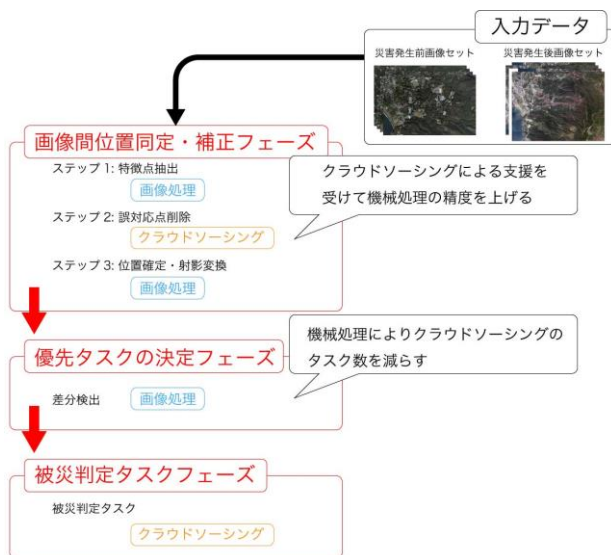 入力データ
災害発生前画像セット
災害発生後画像セット
画像間位置同定・補正フェーズ
ステップ 1: 特徴点抽出
画像処理
クラウドソーシングによる支援を
受けて機械処理の精度を上げる
ステップ 2: 誤対応点削除
クラウドソーシング
ステップ 3: 位置確定・射影変換
画像処理
機械処理によりクラウドソーシングの
タスク数を減らす
優先タスクの決定フェーズ
差分検出
画像処理
被災判定タスクフェーズ
被災判定タスク
クラウドソーシング